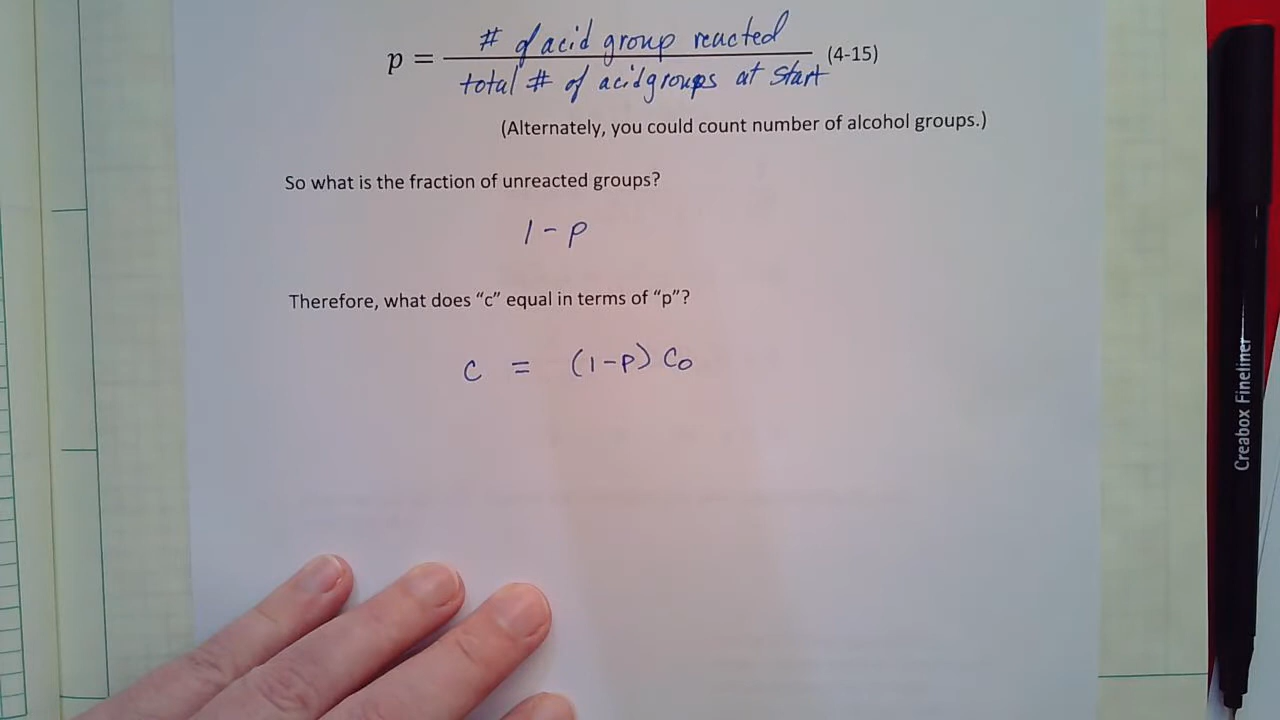 p = # of acid group reacted / total # of acid groups at start (4-15)
(Alternately, you could count number of alcohol groups.)
So what is the fraction of unreacted groups?
1 - p
Therefore, what does “c” equal in terms of “p”?
c = (1-p) c₀
Creabox Fineliner